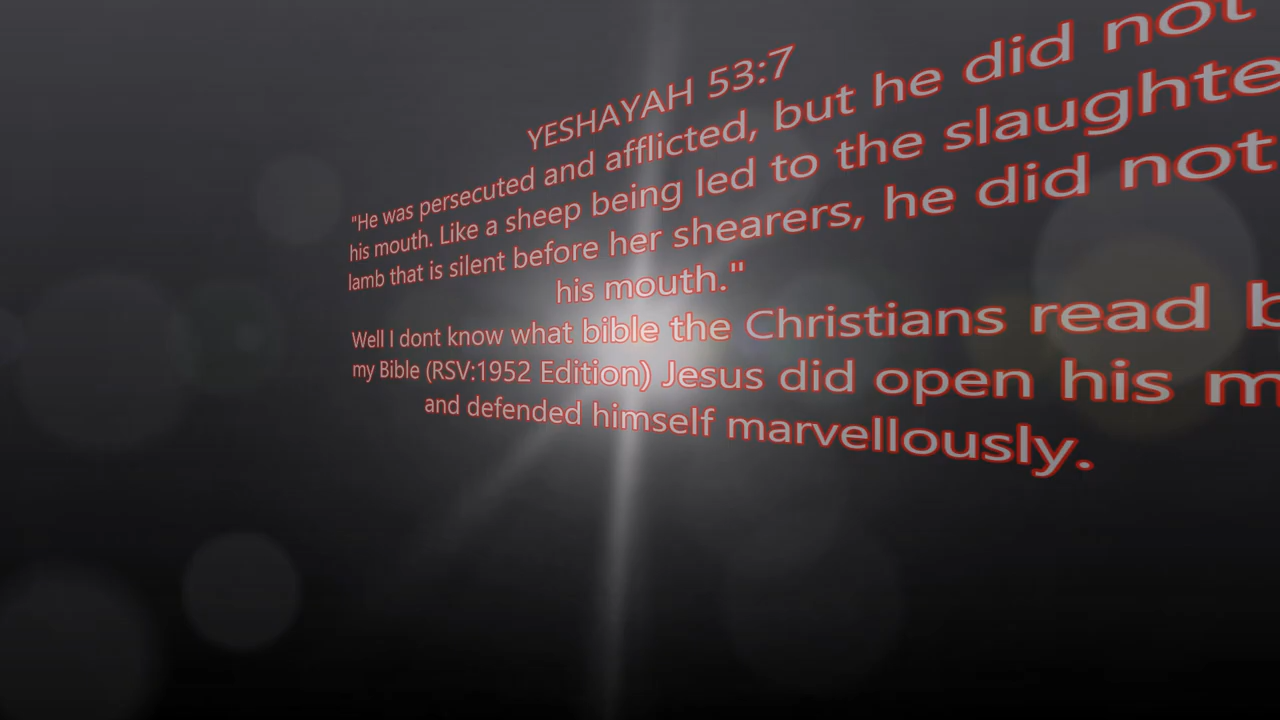 YESHAYAH 53:7
"He was persecuted and afflicted, but he did not
his mouth. Like a sheep being led to the slaughte
lamb that is silent before her shearers, he did not
his mouth."
Well I dont know what bible the Christians read b
my Bible (RSV:1952 Edition) Jesus did open his m
and defended himself marvellously.